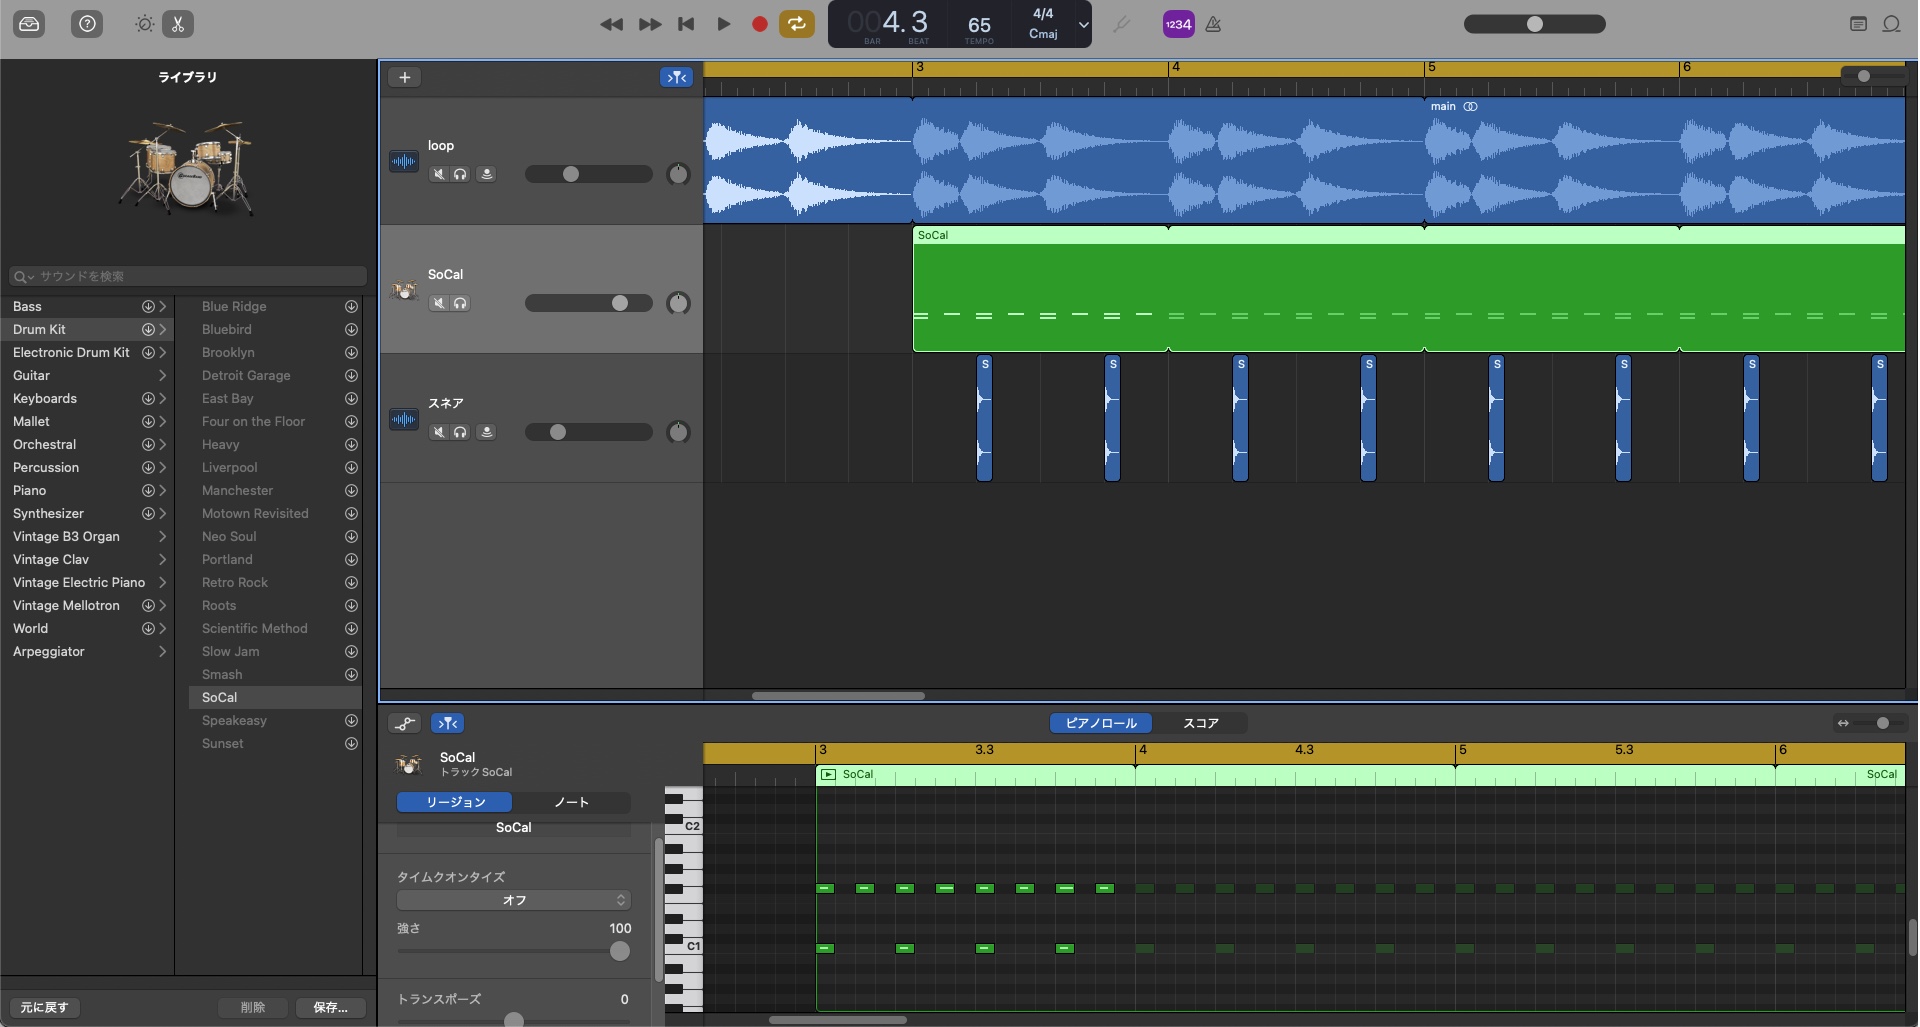 004.3
BAR
BEAT
65
TEMPO
4/4
Cmaj
1234
ライブラリ
サウンドを検索
Bass
Drum Kit
Electronic Drum Kit
Guitar
Keyboards
Mallet
Orchestral
Percussion
Piano
Synthesizer
Vintage B3 Organ
Vintage Clav
Vintage Electric Piano
Vintage Mellotron
World
Arpeggiator
Blue Ridge
Bluebird
Brooklyn
Detroit Garage
East Bay
Four on the Floor
Heavy
Liverpool
Manchester
Motown Revisited
Neo Soul
Portland
Retro Rock
Roots
Scientific Method
Slow Jam
Smash
SoCal
Speakeasy
Sunset
元に戻す
削除
保存...
3
4
5
6
loop
main
SoCal
SoCal
スネア
S
S
S
S
S
S
S
S
ピアノロール
スコア
SoCal
トラック SoCal
リージョン
ノート
SoCal
タイムクオンタイズ
オフ
強さ
100
トランスポーズ
0
3
3.3
4
4.3
5
5.3
6
SoCal
SoCal
C2
C1